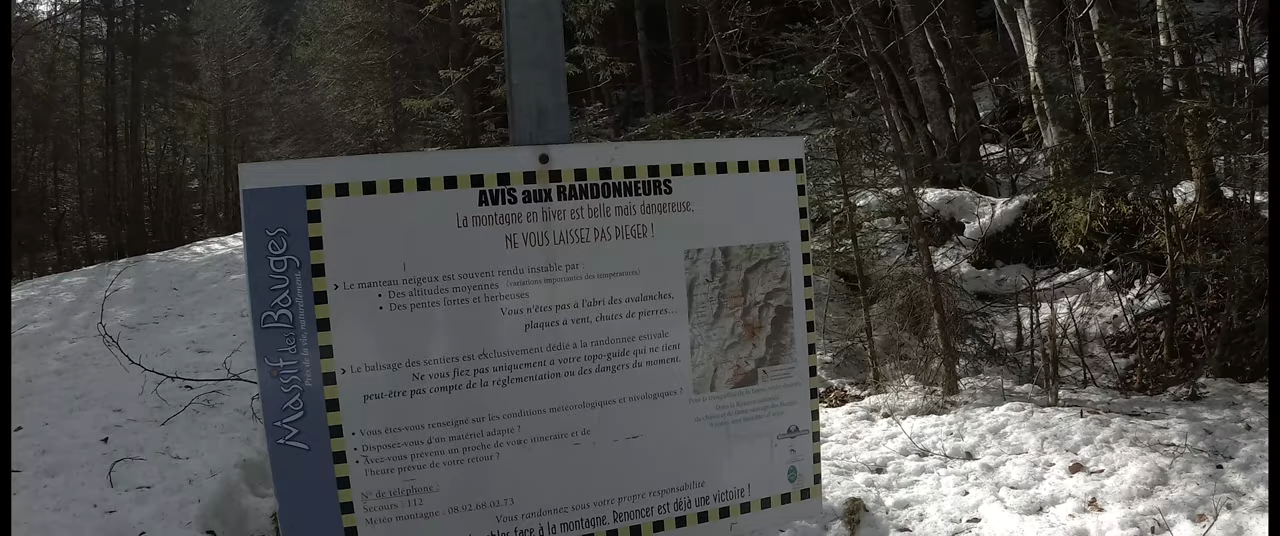 Massif des Bauges
Près de la vie, naturellement.
AVIS aux RANDONNEURS
La montagne en hiver est belle mais dangereuse,
NE VOUS LAISSEZ PAS PIEGER !
Le manteau neigeux est souvent rendu instable par :
• Des altitudes moyennes (variations importantes des températures)
• Des pentes fortes et herbeuses
Vous n'êtes pas à l'abri des avalanches,
plaques à vent, chutes de pierres...
Le balisage des sentiers est exclusivement dédié à la randonnée estivale
Ne vous fiez pas uniquement à votre topo-guide qui ne tient
peut-être pas compte de la réglementation ou des dangers du moment.
• Vous êtes-vous renseigné sur les conditions météorologiques et nivologiques ?
• Disposez-vous d'un matériel adapté ?
• Avez-vous prévenu un proche de votre itinéraire et de
l'heure prévue de votre retour ?
N° de téléphone :
Secours : 112
Météo montagne : 08.92.68.02.73
Vous randonnez sous votre propre responsabilité
face à la montagne. Renoncer est déjà une victoire !